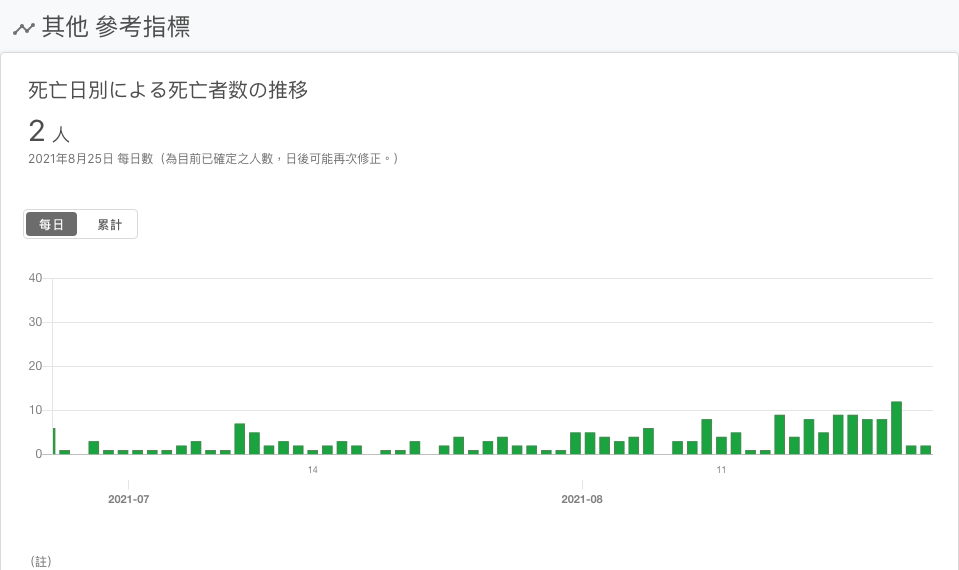 其他 參考指標
死亡日別による死亡者数の推移
2 人
2021年8月25日 每日數（為目前已確定之人數，日後可能再次修正。）
每日 累計
40
30
20
10
0
14 11
2021-07 2021-08
（註）